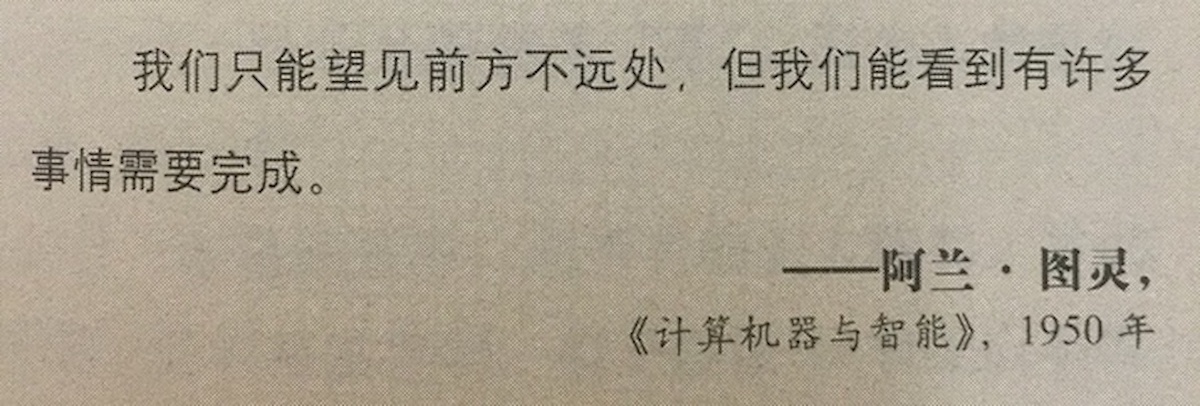 我们只能望见前方不远处，但我们能看到有许多
事情需要完成。
——阿兰·图灵，
《计算机器与智能》，1950 年